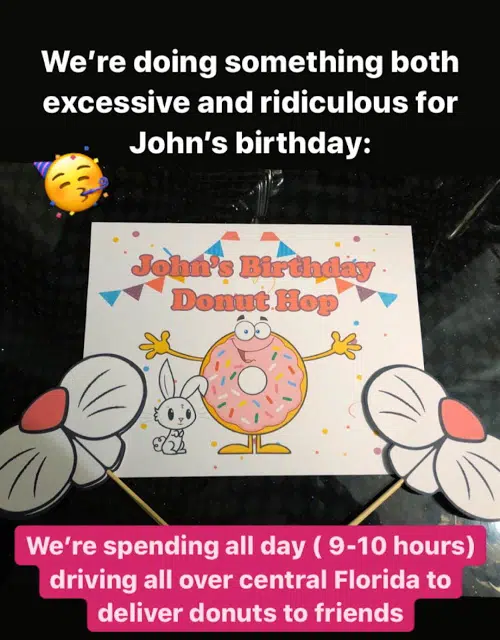 We’re doing something both
excessive and ridiculous for
John’s birthday:
John's Birthday
Donut Hop
We’re spending all day ( 9-10 hours)
driving all over central Florida to
deliver donuts to friends